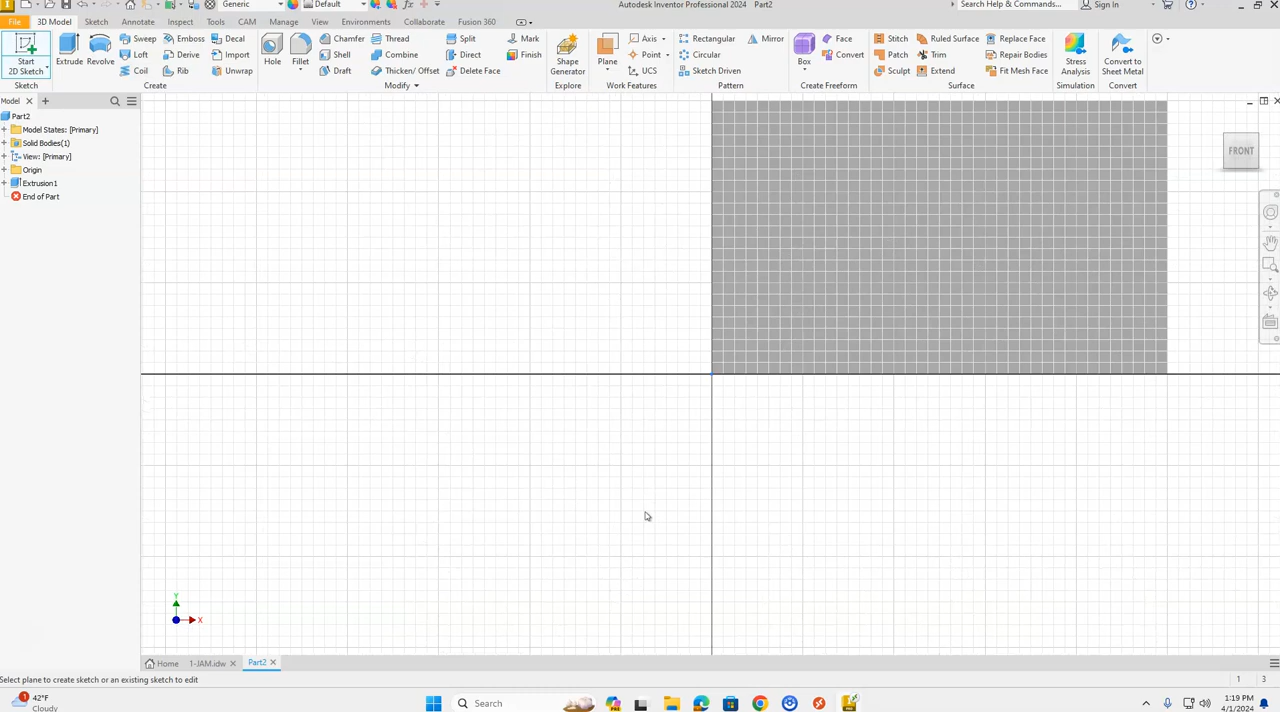 Generic
Default
fx
Autodesk Inventor Professional 2024 Part2
Search Help & Commands...
Sign In
File 3D Model Sketch Annotate Inspect Tools CAM Manage View Environments Collaborate Fusion 360
Start
2D Sketch
Sketch
Extrude
Revolve
Sweep
Loft
Coil
Emboss
Derive
Rib
Decal
Import
Unwrap
Create
Hole
Fillet
Chamfer
Shell
Draft
Thread
Combine
Thicken/ Offset
Split
Direct
Delete Face
Mark
Finish
Modify
Shape
Generator
Explore
Plane
Axis
Point
UCS
Work Features
Rectangular
Circular
Sketch Driven
Mirror
Pattern
Box
Face
Convert
Create Freeform
Stitch
Patch
Sculpt
Ruled Surface
Trim
Extend
Replace Face
Repair Bodies
Fit Mesh Face
Surface
Stress
Analysis
Simulation
Convert to
Sheet Metal
Convert
Model
Part2
Model States: [Primary]
Solid Bodies(1)
View: [Primary]
Origin
Extrusion1
End of Part
FRONT
Y
X
Home
1-JAM.idw
Part2
Select plane to create sketch or an existing sketch to edit
1 3
1
42°F
Cloudy
Search
1:19 PM
4/1/2024